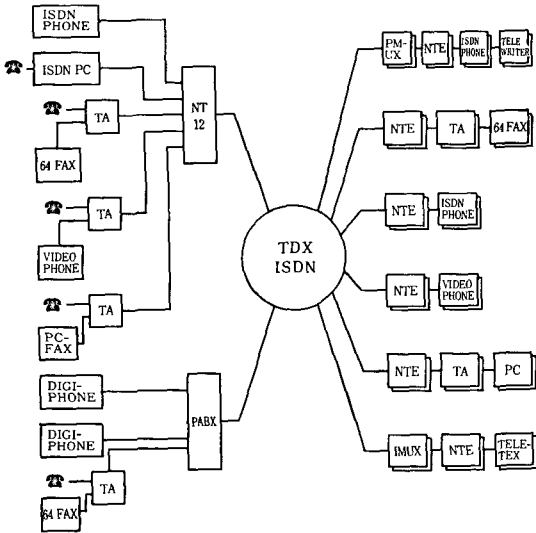 ISDN
PHONE
ISDN PC
TA
64 FAX
TA
VIDEO
PHONE
TA
PC-
FAX
NT
12
DIGI-
PHONE
DIGI-
PHONE
TA
64 FAX
PABX
TDX
ISDN
PM-
UX
NTE
ISDN
PHONE
TELE
WRITER
NTE
TA
64 FAX
NTE
ISDN
PHONE
NTE
VIDEO
PHONE
NTE
TA
PC
IMUX
NTE
TELE-
TEX